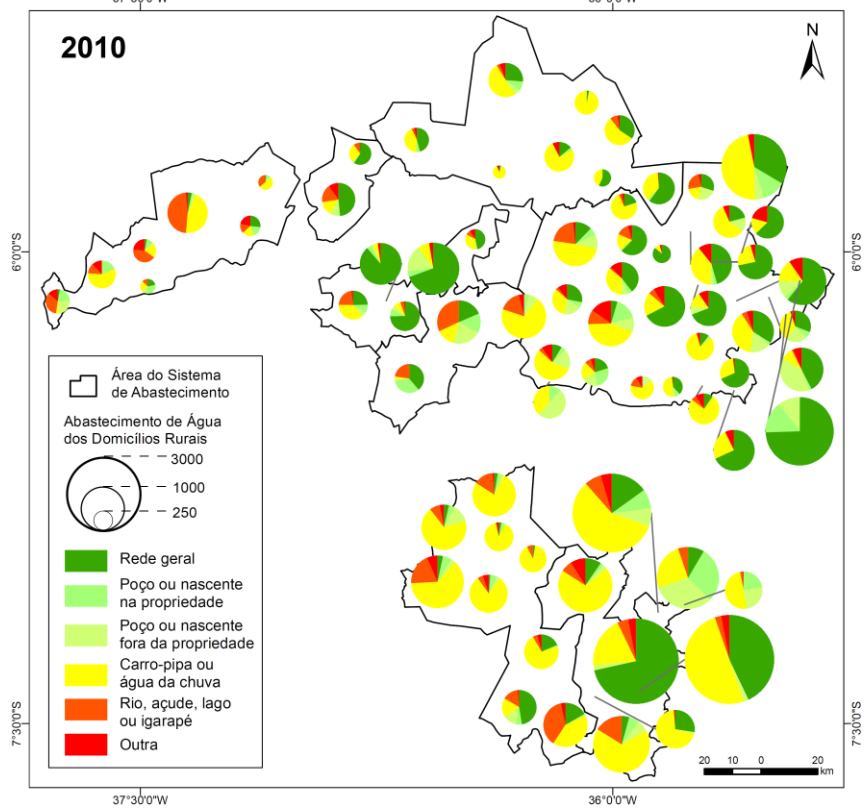 2010
N
6°0'0"S
6°0'0"S
Área do Sistema
de Abastecimento
Abastecimento de Água
dos Domicílios Rurais
3000
1000
250
Rede geral
Poço ou nascente
na propriedade
Poço ou nascente
fora da propriedade
Carro-pipa ou
água da chuva
Rio, açude, lago
ou igarapé
Outra
7°30'0"S
7°30'0"S
20 10 0 20
km
37°30'0"W
36°0'0"W